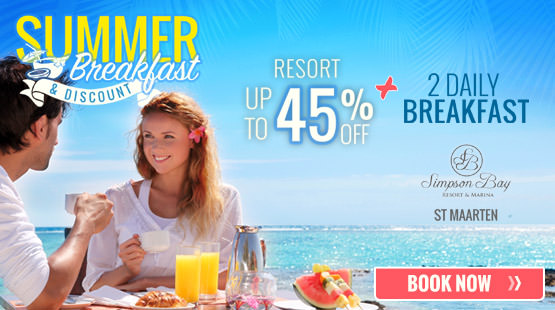 SUMMER
Breakfast
& DISCOUNT
RESORT
UP TO 45% OFF
+
2 DAILY
BREAKFAST
SB
Simpson Bay
RESORT & MARINA
ST MAARTEN
BOOK NOW »